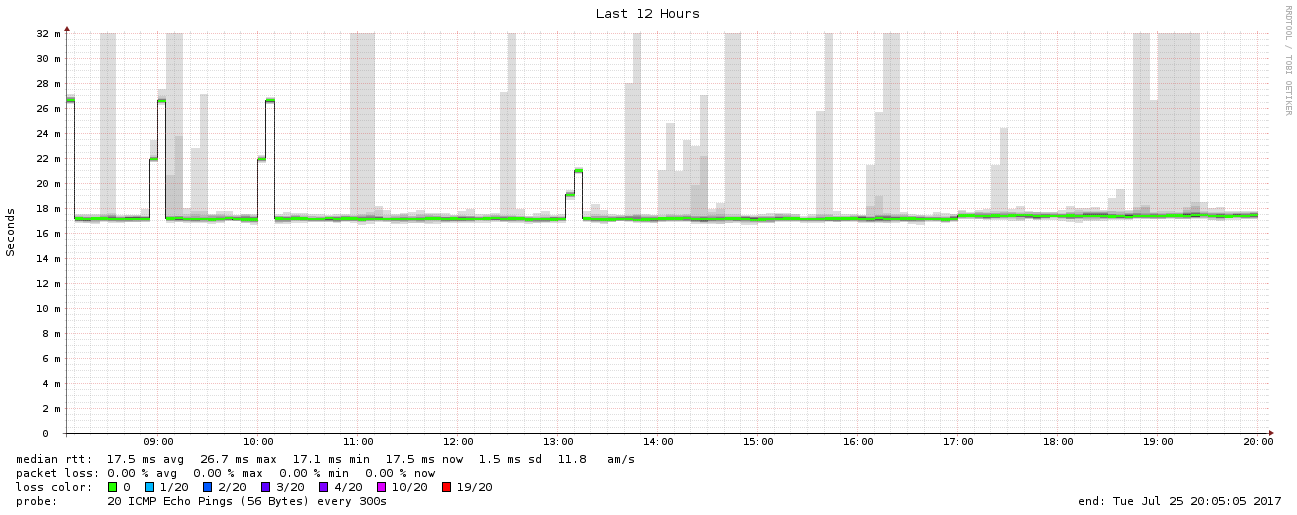 Last 12 Hours
RRDTOOL / TOBI OETIKER
Seconds
32 m
30 m
28 m
26 m
24 m
22 m
20 m
18 m
16 m
14 m
12 m
10 m
8 m
6 m
4 m
2 m
0
09:00 10:00 11:00 12:00 13:00 14:00 15:00 16:00 17:00 18:00 19:00 20:00
median rtt: 17.5 ms avg 26.7 ms max 17.1 ms min 17.5 ms now 1.5 ms sd 11.8 am/s
packet loss: 0.00 % avg 0.00 % max 0.00 % min 0.00 % now
loss color: 0 1/20 2/20 3/20 4/20 10/20 19/20
probe: 20 ICMP Echo Pings (56 Bytes) every 300s end: Tue Jul 25 20:05:05 2017